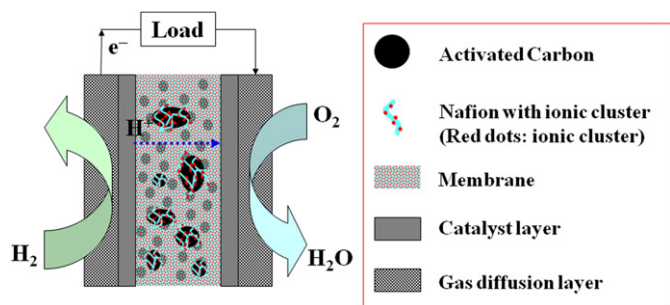 Load
e⁻
H⁺
O₂
H₂
H₂O
Activated Carbon
Nafion with ionic cluster
(Red dots: ionic cluster)
Membrane
Catalyst layer
Gas diffusion layer